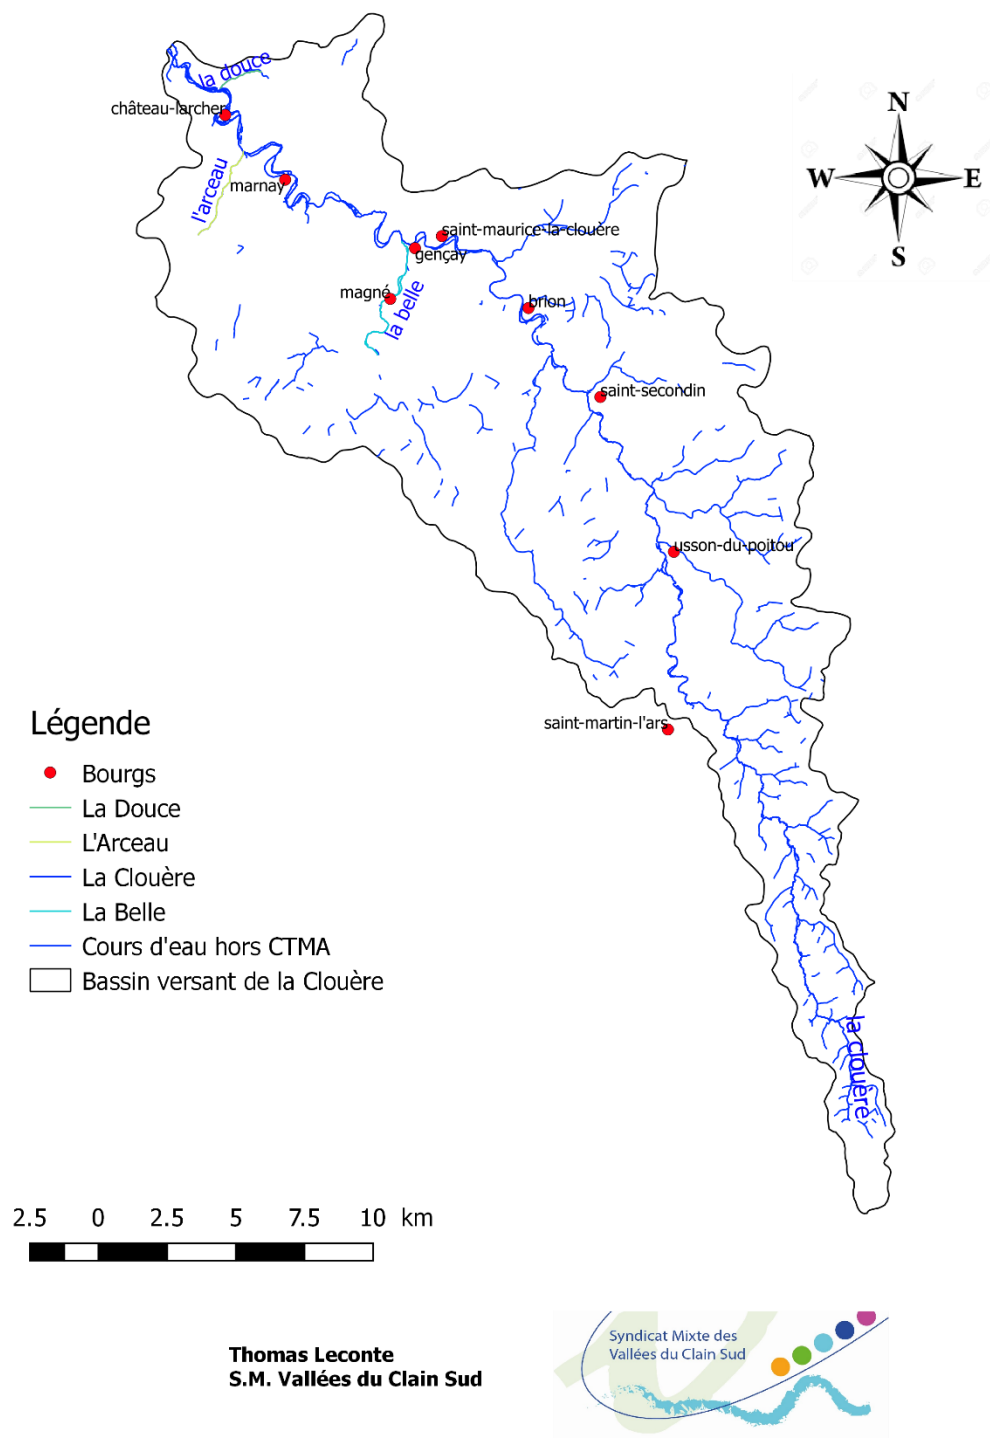 la douce
château-larcher
l'arceau
marnay
saint-maurice-la-clouère
gençay
magné
la belle
brion
saint-secondin
usson-du-poitou
saint-martin-l'ars
la clouère
N
W
E
S
Légende
Bourgs
La Douce
L'Arceau
La Clouère
La Belle
Cours d'eau hors CTMA
Bassin versant de la Clouère
2.5 0 2.5 5 7.5 10 km
Thomas Leconte
S.M. Vallées du Clain Sud
Syndicat Mixte des
Vallées du Clain Sud